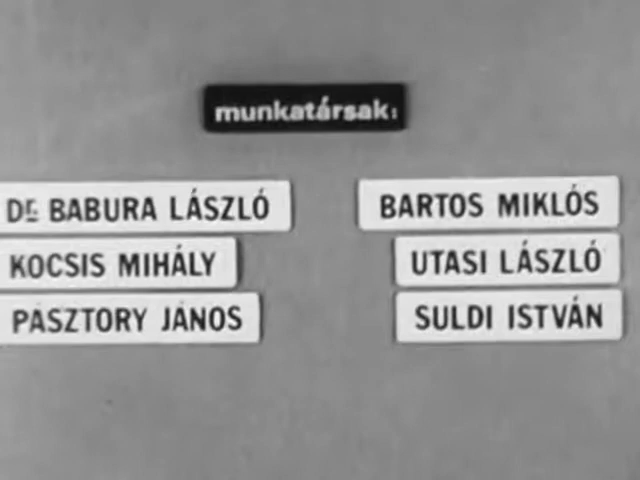 munkatársak:
DR BABURA LÁSZLÓ
KOCSIS MIHÁLY
PÁSZTORY JÁNOS
BARTOS MIKLÓS
UTASI LÁSZLÓ
SULDI ISTVÁN